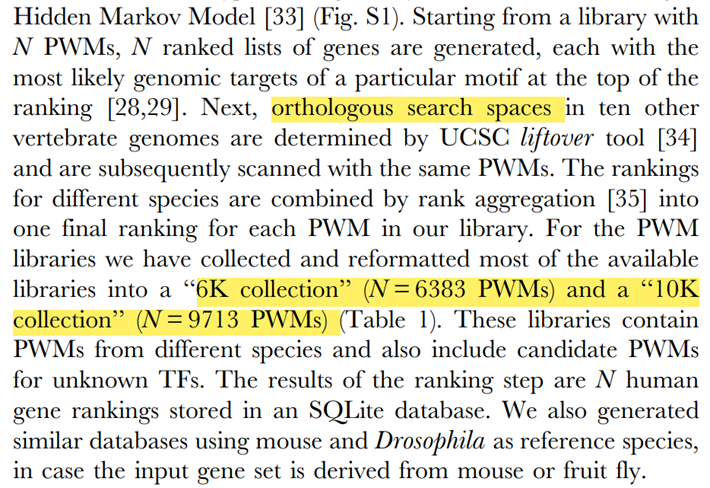 Hidden Markov Model [33] (Fig. S1). Starting from a library with
N PWMs, N ranked lists of genes are generated, each with the
most likely genomic targets of a particular motif at the top of the
ranking [28,29]. Next, orthologous search spaces in ten other
vertebrate genomes are determined by UCSC liftover tool [34]
and are subsequently scanned with the same PWMs. The rankings
for different species are combined by rank aggregation [35] into
one final ranking for each PWM in our library. For the PWM
libraries we have collected and reformatted most of the available
libraries into a “6K collection” (N = 6383 PWMs) and a “10K
collection” (N = 9713 PWMs) (Table 1). These libraries contain
PWMs from different species and also include candidate PWMs
for unknown TFs. The results of the ranking step are N human
gene rankings stored in an SQLite database. We also generated
similar databases using mouse and Drosophila as reference species,
in case the input gene set is derived from mouse or fruit fly.